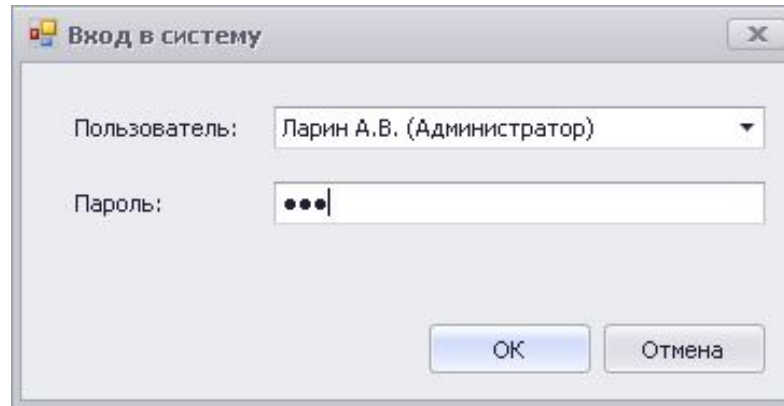 Вход в систему
Пользователь: Ларин А.В. (Администратор)
Пароль: ●●●
ОК Отмена